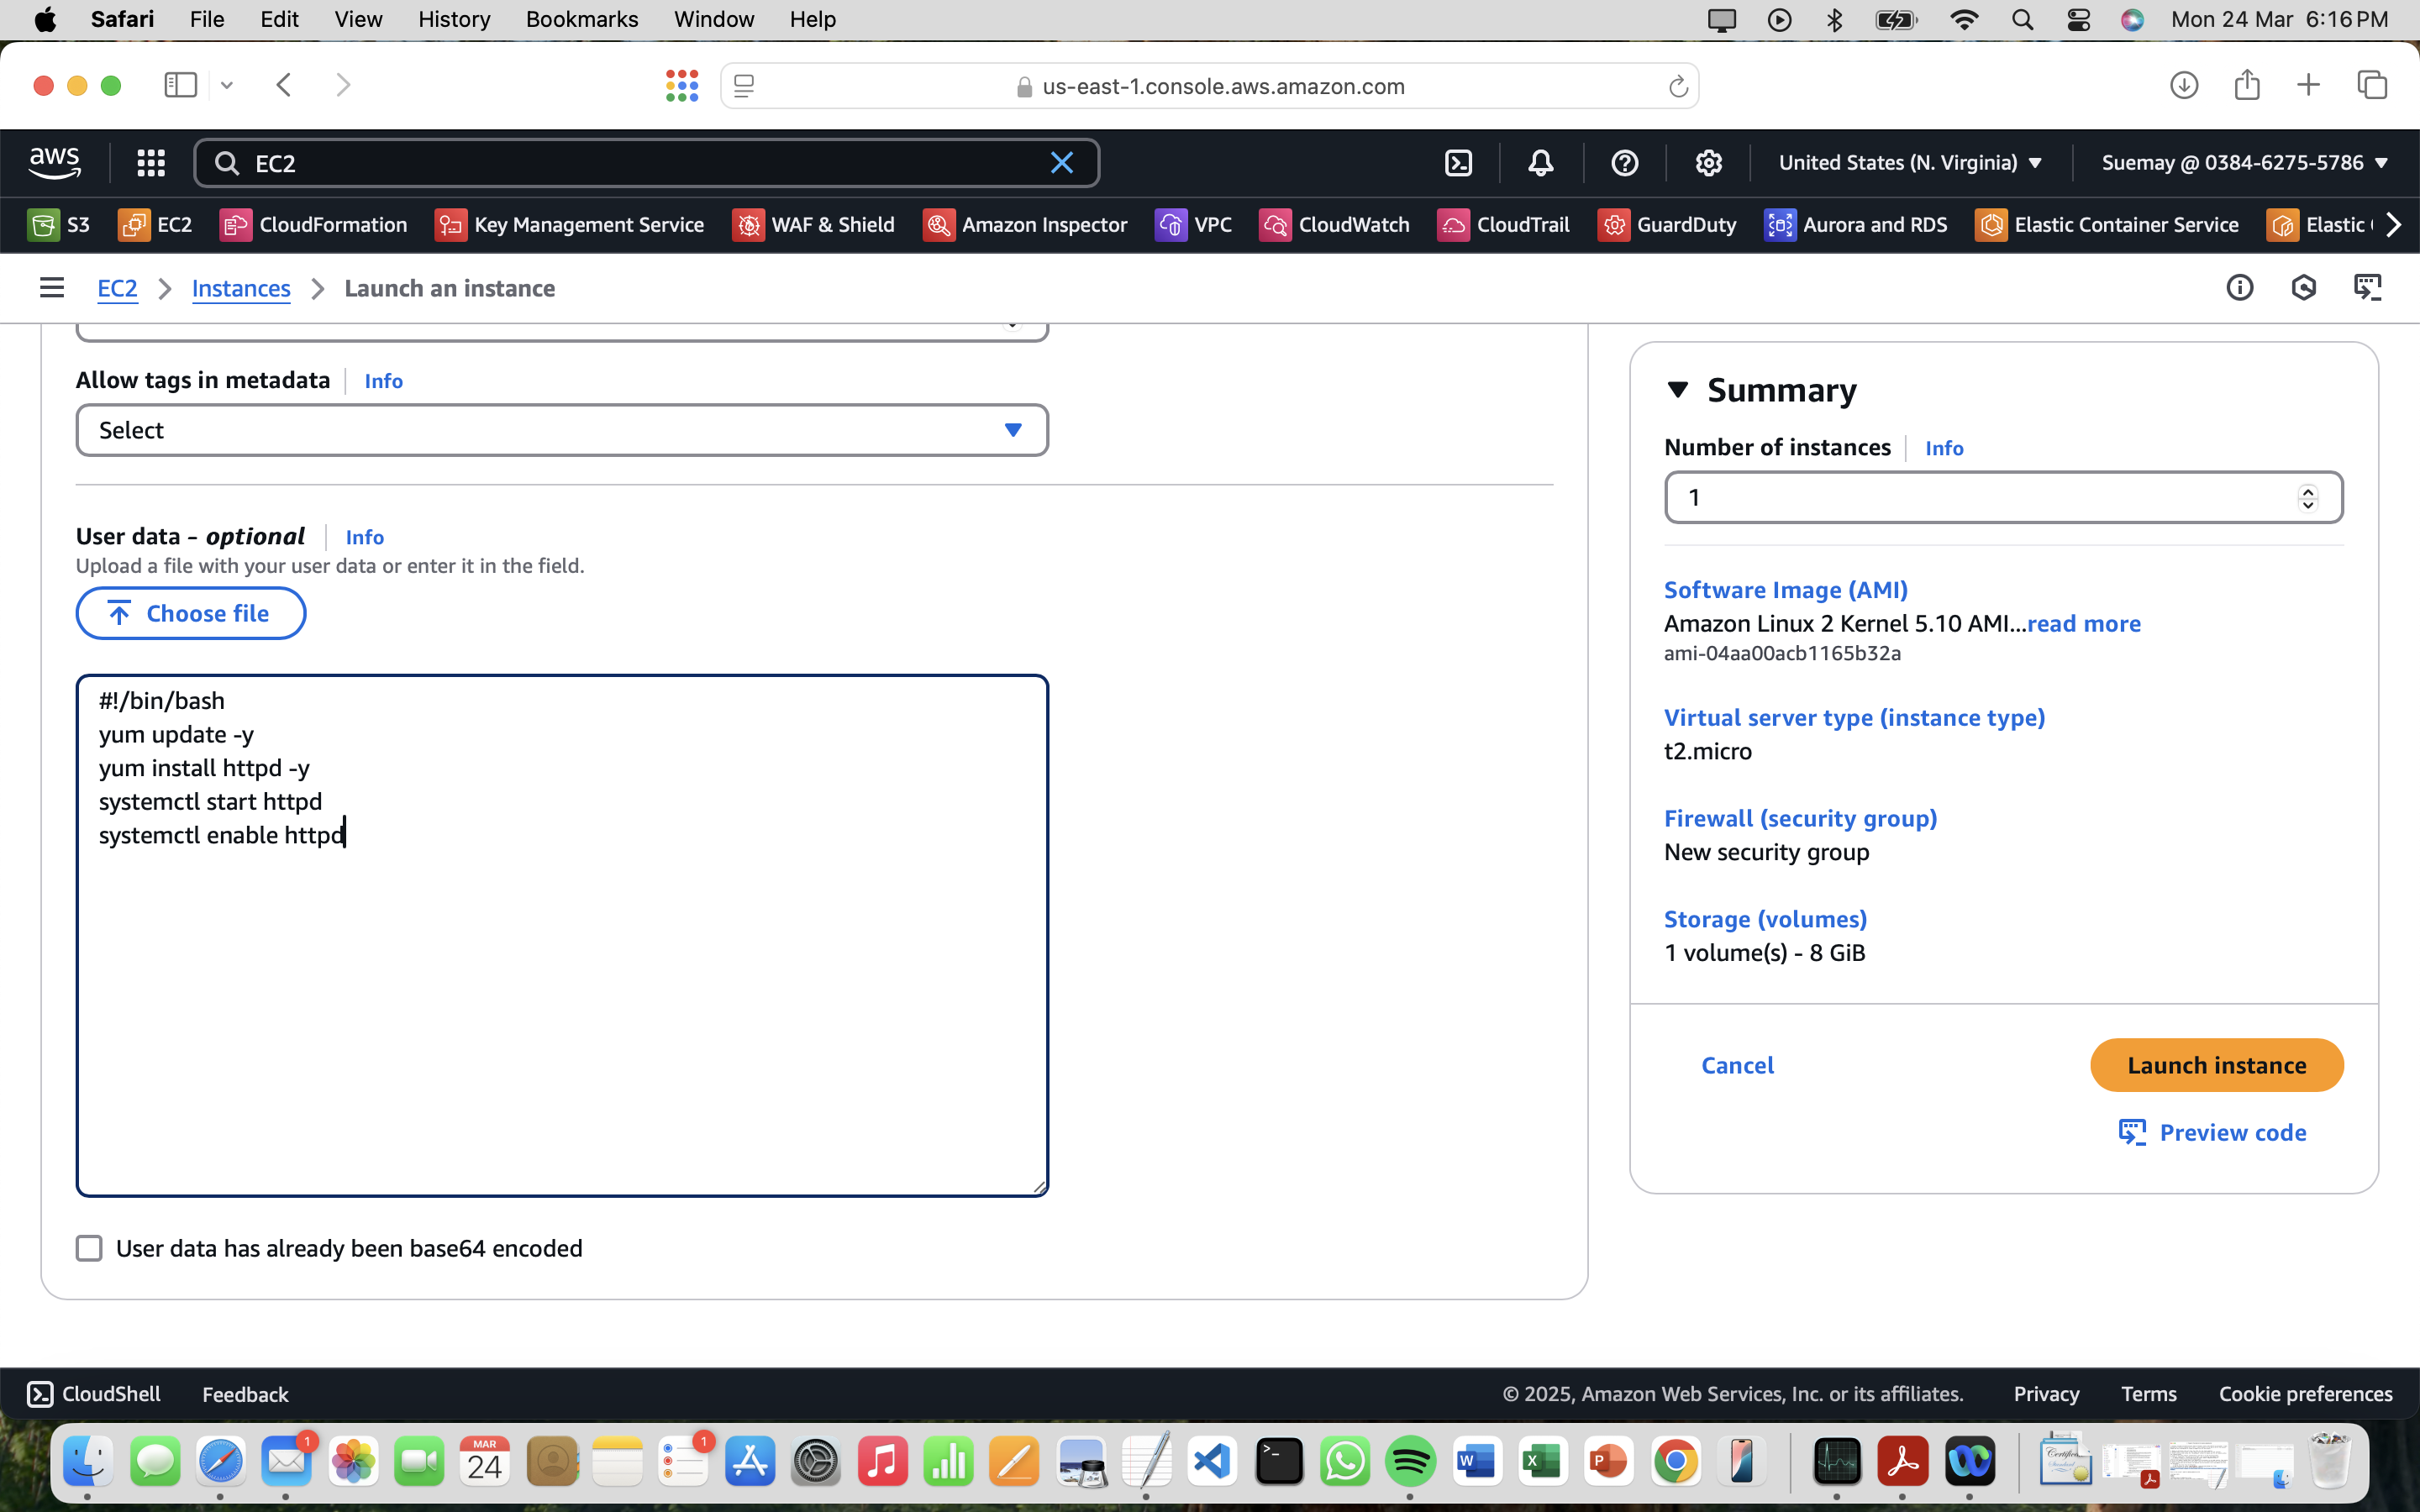 Safari File Edit View History Bookmarks Window Help Mon 24 Mar 6:16 PM
us-east-1.console.aws.amazon.com
aws EC2 United States (N. Virginia) Suemay @ 0384-6275-5786
S3 EC2 CloudFormation Key Management Service WAF & Shield Amazon Inspector VPC CloudWatch CloudTrail GuardDuty Aurora and RDS Elastic Container Service Elastic
EC2 Instances Launch an instance
Allow tags in metadata Info
Select
User data - optional Info
Upload a file with your user data or enter it in the field.
Choose file
#!/bin/bash
yum update -y
yum install httpd -y
systemctl start httpd
systemctl enable httpd
User data has already been base64 encoded
Summary
Number of instances Info
1
Software Image (AMI)
Amazon Linux 2 Kernel 5.10 AMI...read more
ami-04aa00acb1165b32a
Virtual server type (instance type)
t2.micro
Firewall (security group)
New security group
Storage (volumes)
1 volume(s) - 8 GiB
Cancel Launch instance
Preview code
CloudShell Feedback © 2025, Amazon Web Services, Inc. or its affiliates. Privacy Terms Cookie preferences
1 MAR 24 1